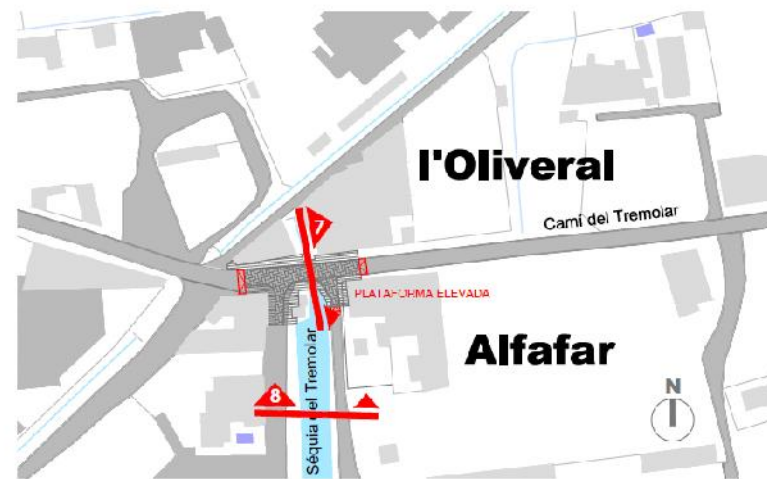 l'Oliveral
Camí del Tremolar
7
PLATAFORMA ELEVADA
Alfafar
8
Séquia del Tremolar
N